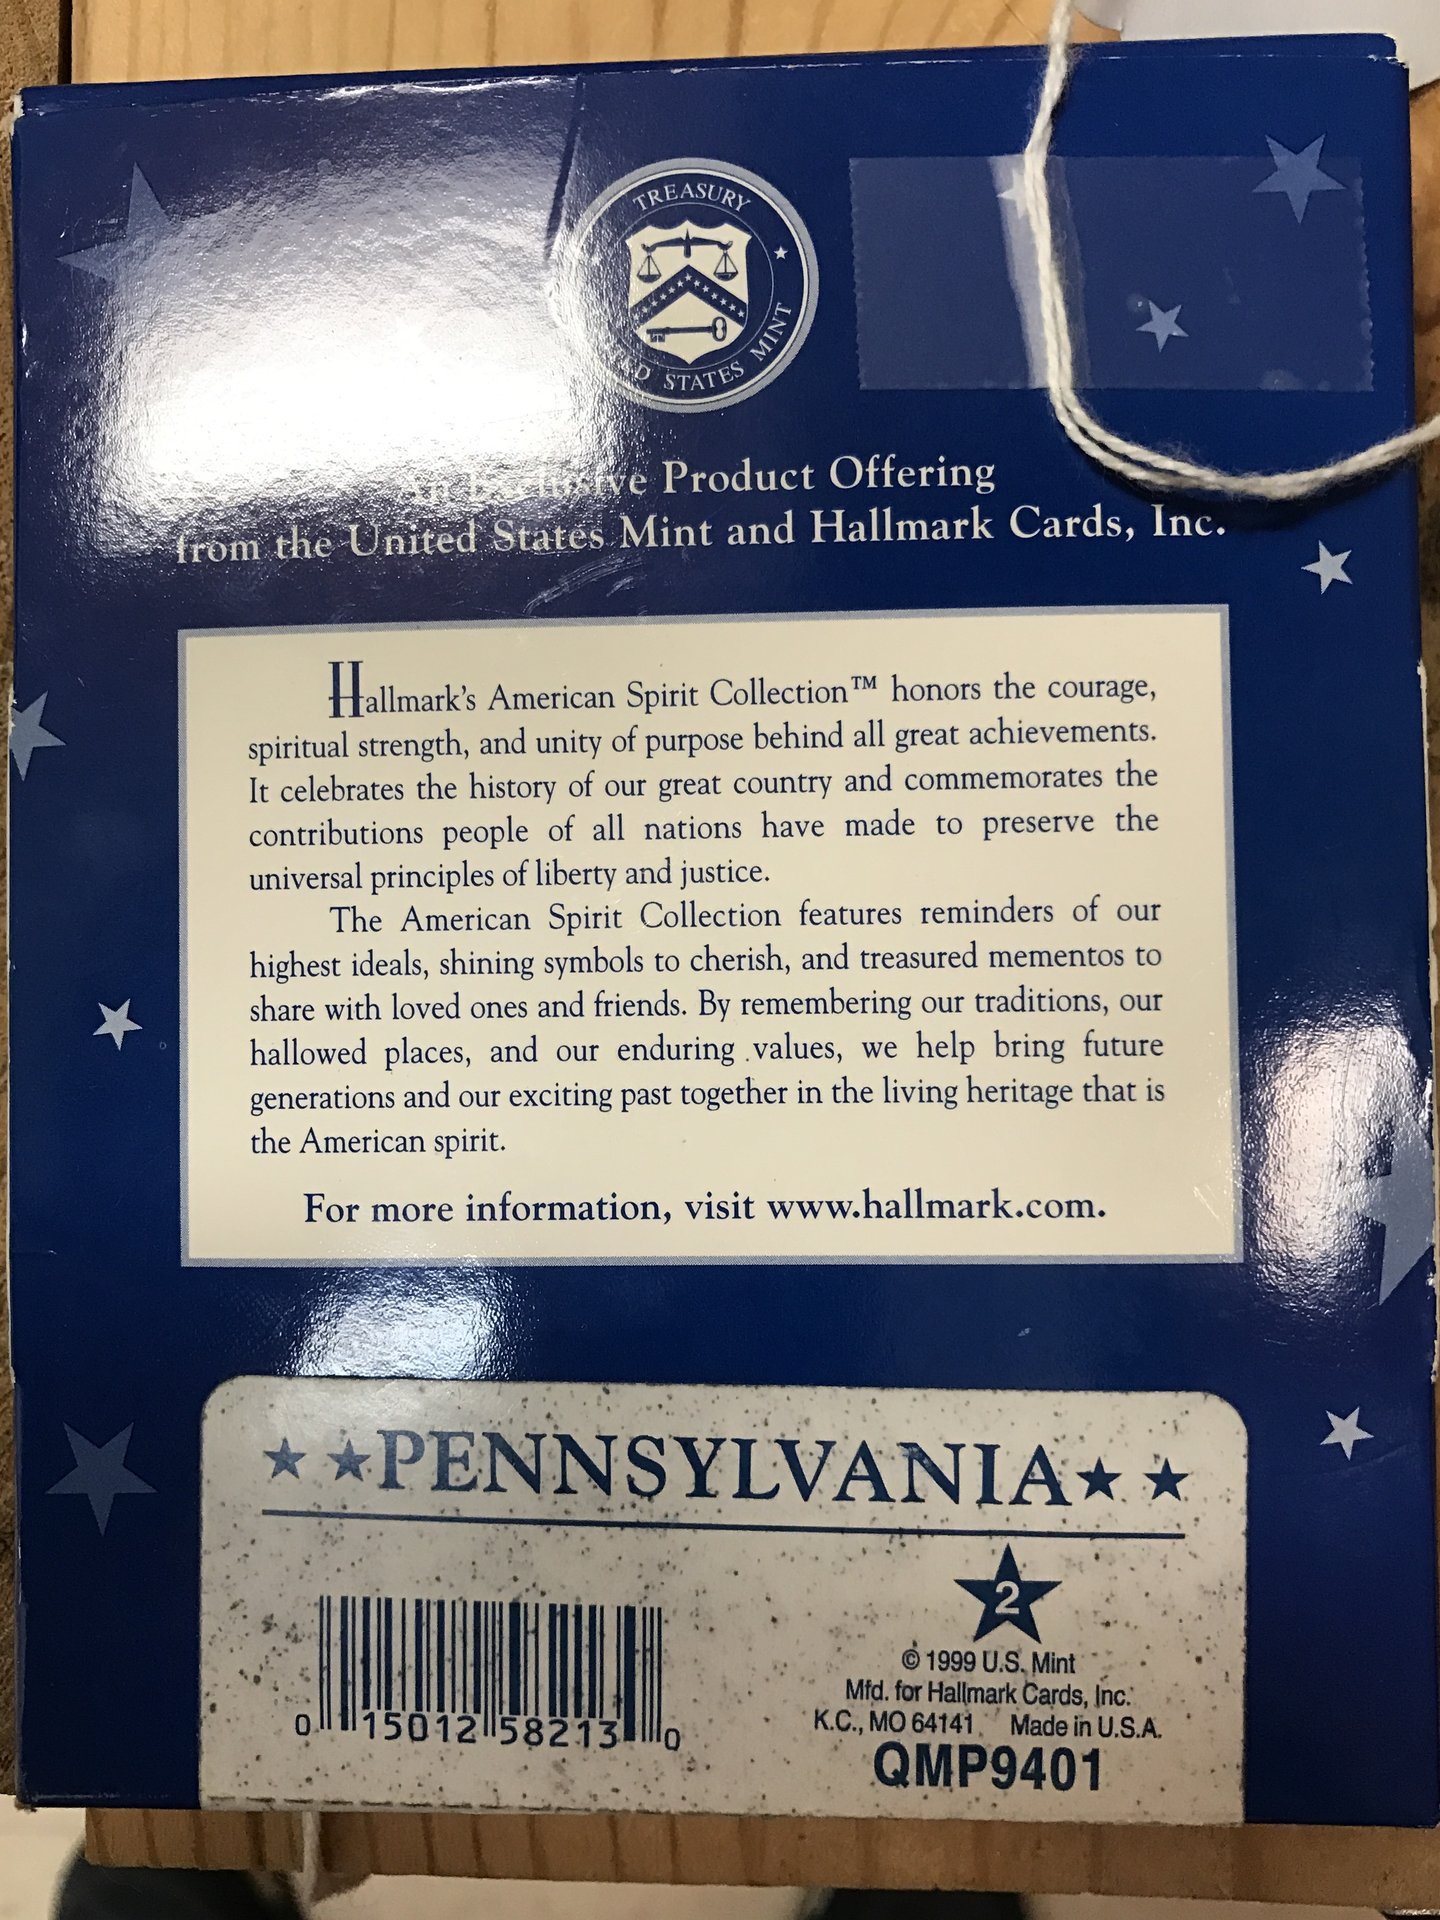 TREASURY
STATES MINT
An Exclusive Product Offering
from the United States Mint and Hallmark Cards, Inc.
Hallmark's American Spirit Collection™ honors the courage,
spiritual strength, and unity of purpose behind all great achievements.
It celebrates the history of our great country and commemorates the
contributions people of all nations have made to preserve the
universal principles of liberty and justice.
The American Spirit Collection features reminders of our
highest ideals, shining symbols to cherish, and treasured mementos to
share with loved ones and friends. By remembering our traditions, our
hallowed places, and our enduring values, we help bring future
generations and our exciting past together in the living heritage that is
the American spirit.
For more information, visit www.hallmark.com.
PENNSYLVANIA
2
© 1999 U.S. Mint
Mfd. for Hallmark Cards, Inc.
K.C., MO 64141 Made in U.S.A.
QMP9401
0 15012 58213 0